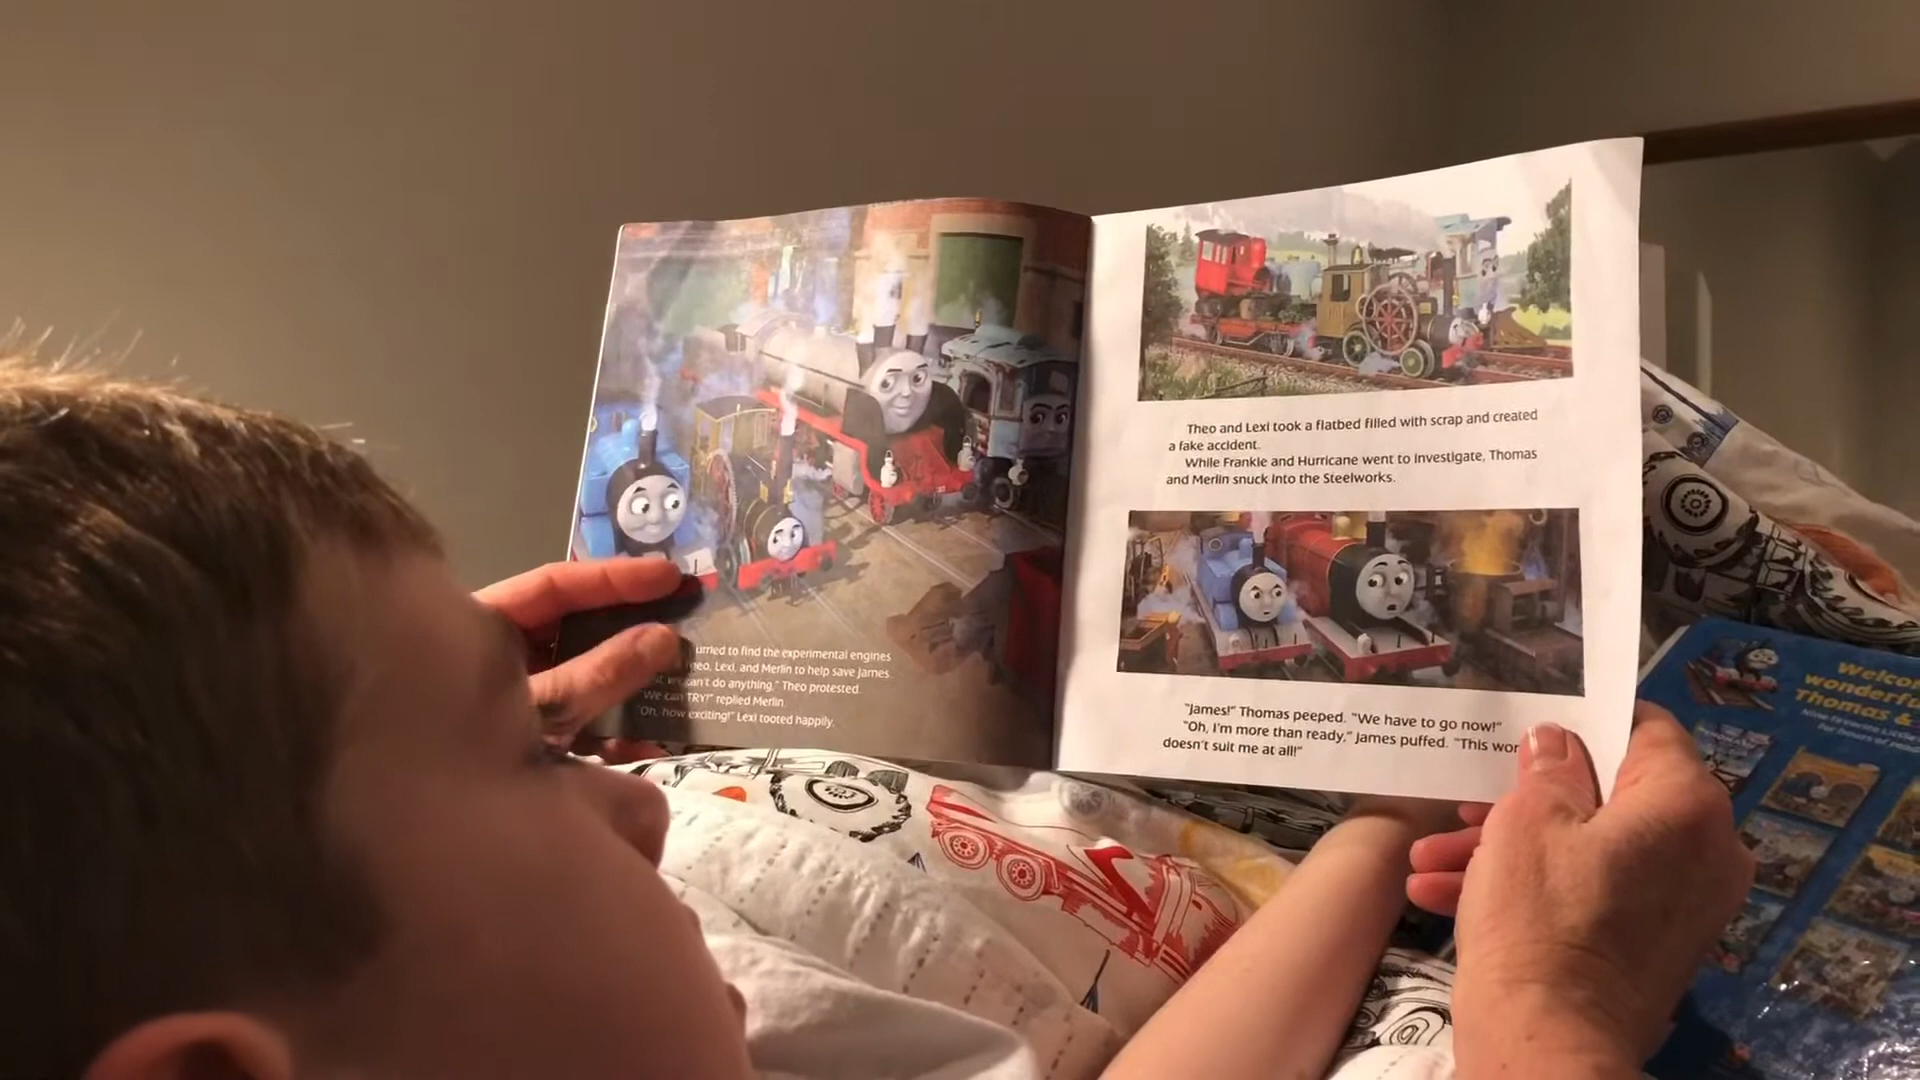 urried to find the experimental engines
heo, Lexi, and Merlin to help save James.
can't do anything," Theo protested.
"We can TRY!" replied Merlin.
"Oh, how exciting!" Lexi tooted happily.
Theo and Lexi took a flatbed filled with scrap and created
a fake accident.
While Frankie and Hurricane went to investigate, Thomas
and Merlin snuck into the Steelworks.
"James!" Thomas peeped. "We have to go now!"
"Oh, I'm more than ready," James puffed. "This wor
doesn't suit me at all!"
Welcom
wonderfu
Thomas &